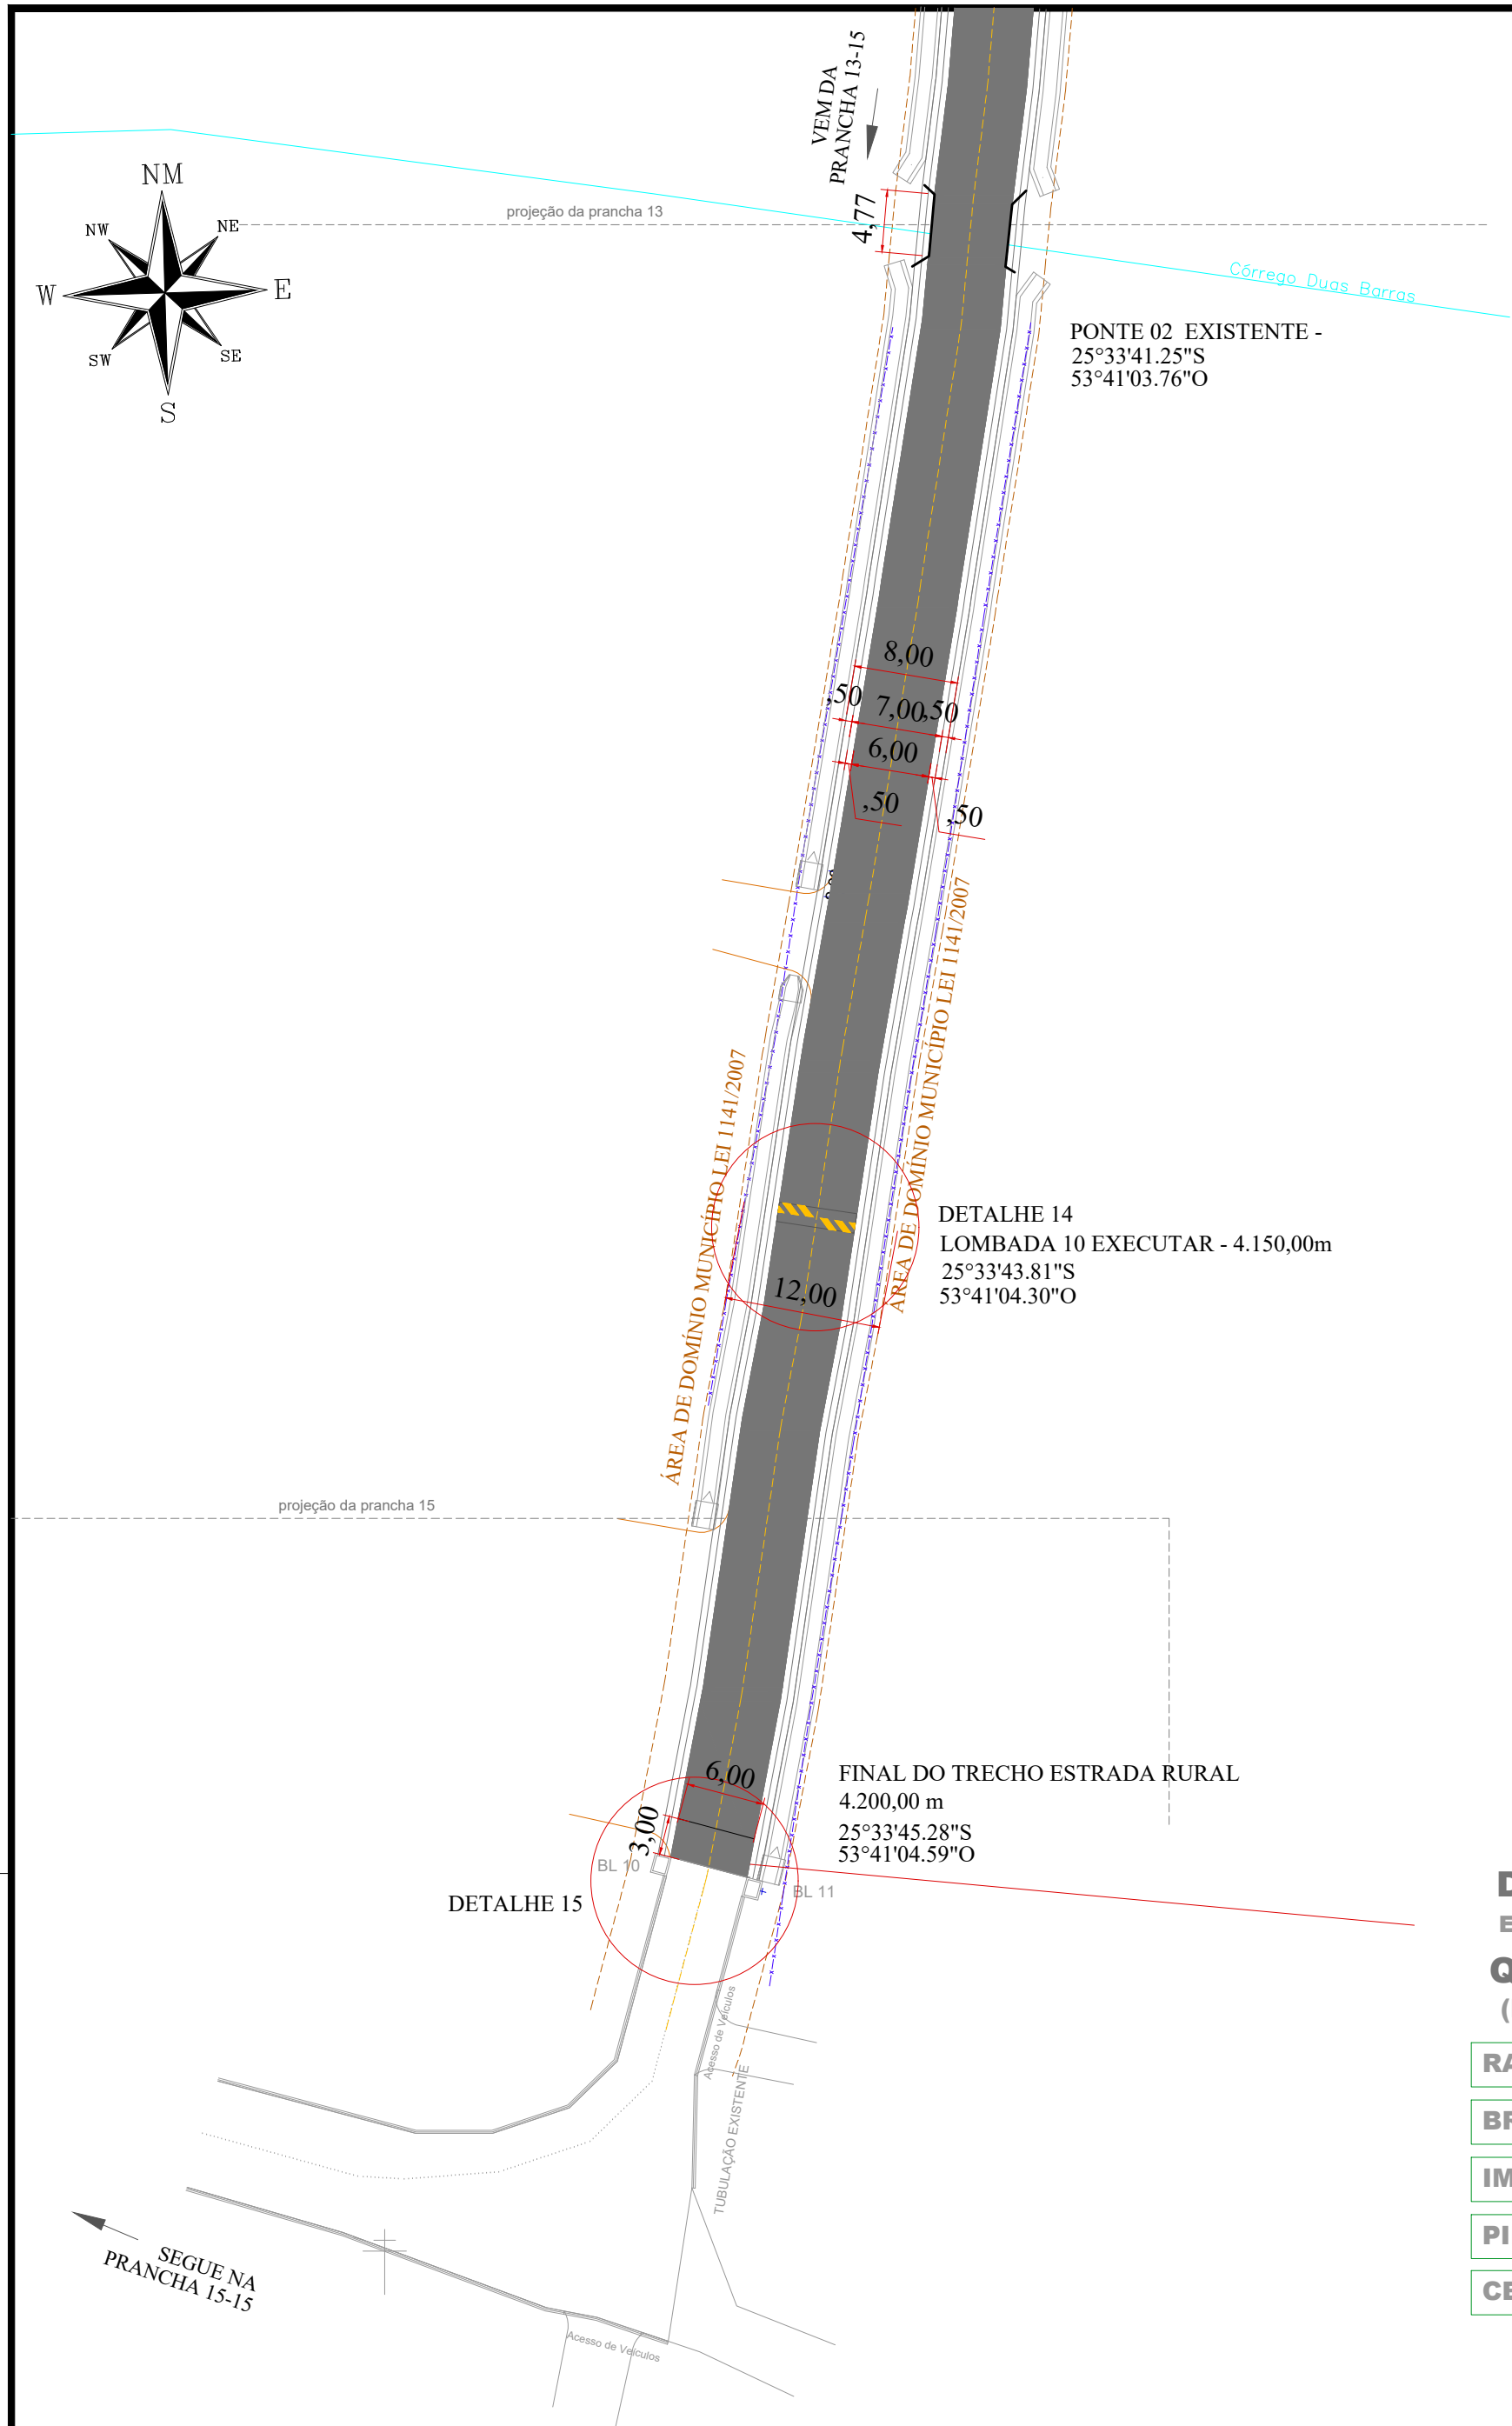 VEM DA
PRANCHA 13-15
NM
NW
NE
W
E
SW
SE
S
projeção da prancha 13
4,77
Córrego Duas Barras
PONTE 02 EXISTENTE -
25°33'41.25"S
53°41'03.76"O
8,00
,50
7,00
,50
6,00
,50
,50
ÁREA DE DOMÍNIO MUNICÍPIO LEI 1141/2007
ÁREA DE DOMÍNIO MUNICÍPIO LEI 1141/2007
DETALHE 14
LOMBADA 10 EXECUTAR - 4.150,00m
25°33'43.81"S
53°41'04.30"O
12,00
projeção da prancha 15
6,00
3,00
FINAL DO TRECHO ESTRADA RURAL
4.200,00 m
25°33'45.28"S
53°41'04.59"O
BL 10
BL 11
DETALHE 15
Acesso de Veículos
TUBULAÇÃO EXISTENTE
SEGUE NA
PRANCHA 15-15
Acesso de Veículos
D
E
Q
(
RA
IM
PI